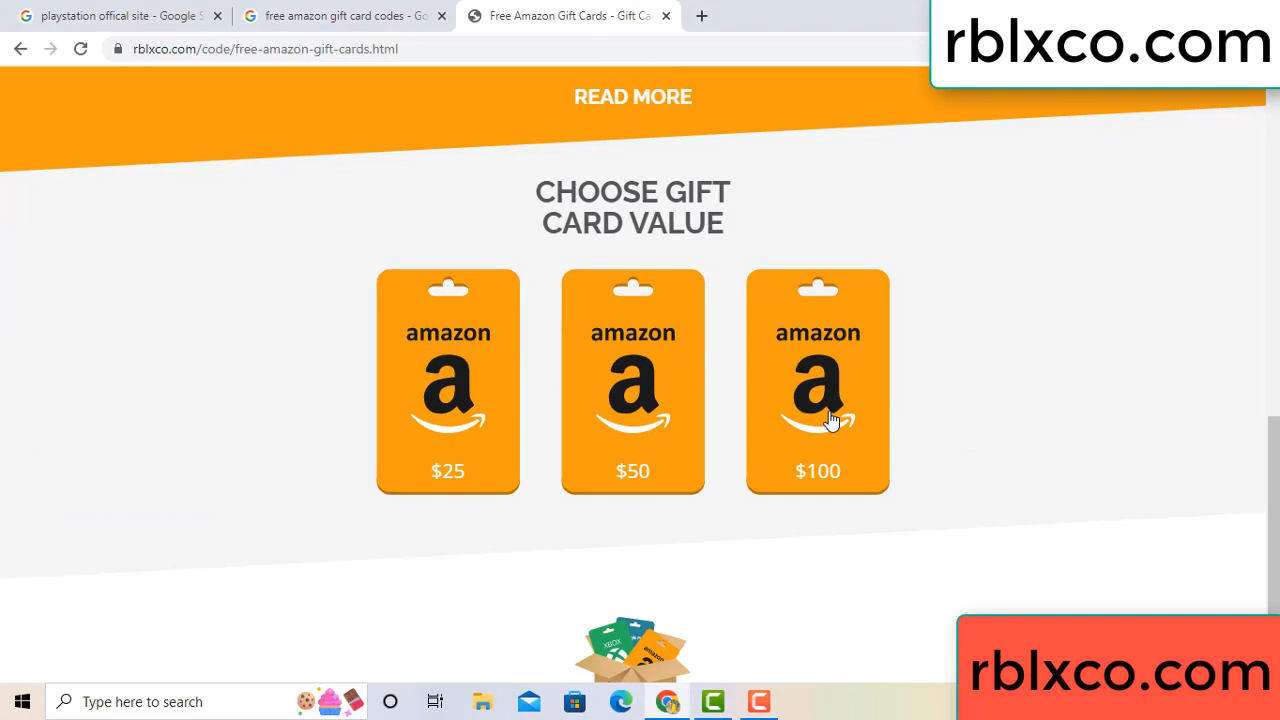 playstation offical site - Google S
free amazon gift card codes - Go
Free Amazon Gift Cards - Gift Ca
rblxco.com/code/free-amazon-gift-cards.html
rblxco.com
READ MORE
CHOOSE GIFT
CARD VALUE
amazon amazon amazon
a a a
$25 $50 $100
XBOX
amazon
rblxco.com
Type here to search